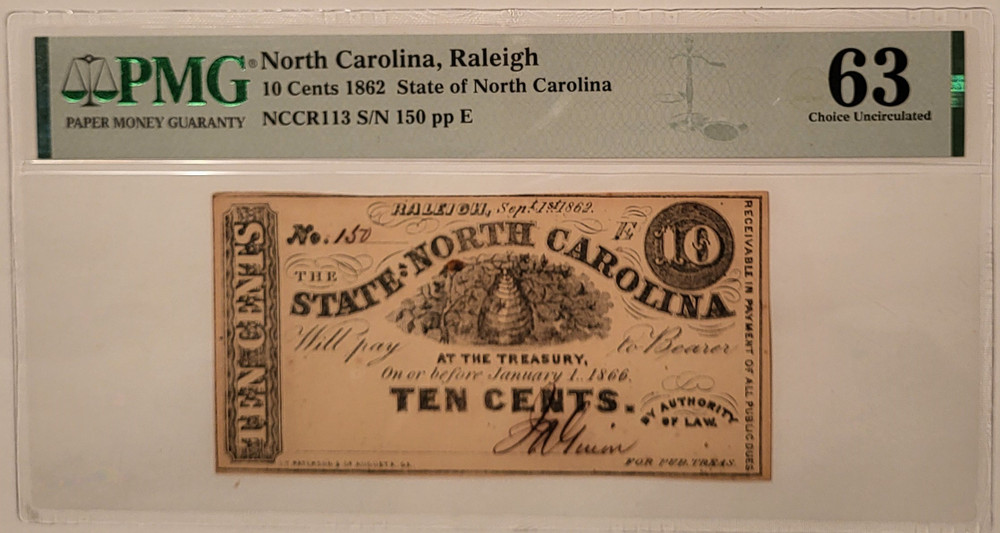 PMG®
PAPER MONEY GUARANTY
North Carolina, Raleigh
10 Cents 1862 State of North Carolina
NCCR113 S/N 150 pp E
63
Choice Uncirculated
RALEIGH, Sept. 1st 1862.
No. 150
E
10
THE
STATE OF NORTH CAROLINA
Will pay to Bearer
AT THE TREASURY,
On or before January 1. 1866.
TEN CENTS.
BY AUTHORITY
OF LAW.
FOR PUB. TREAS.
TEN CENTS
RECEIVABLE IN PAYMENT OF ALL PUBLIC DUES